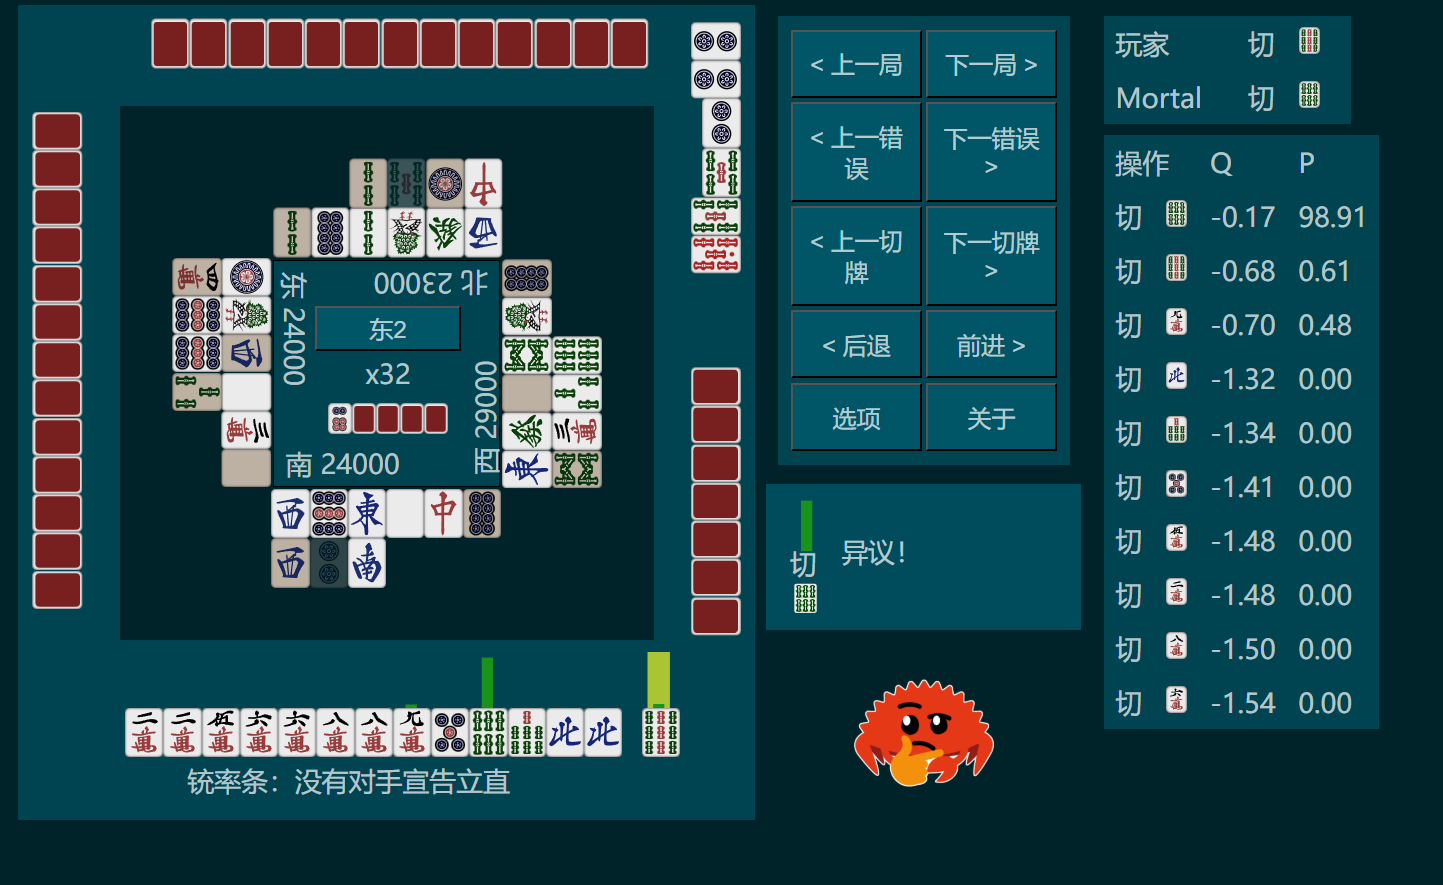 东 24000
北 23000
东2
x32
西 29000
南 24000
铳率条：没有对手宣告立直
< 上一局
下一局 >
< 上一错
误
下一错误
>
< 上一切
牌
下一切牌
>
< 后退
前进 >
选项
关于
切
异议！
玩家 切
Mortal 切
操作 Q P
切 -0.17 98.91
切 -0.68 0.61
切 -0.70 0.48
切 -1.32 0.00
切 -1.34 0.00
切 -1.41 0.00
切 -1.48 0.00
切 -1.48 0.00
切 -1.50 0.00
切 -1.54 0.00